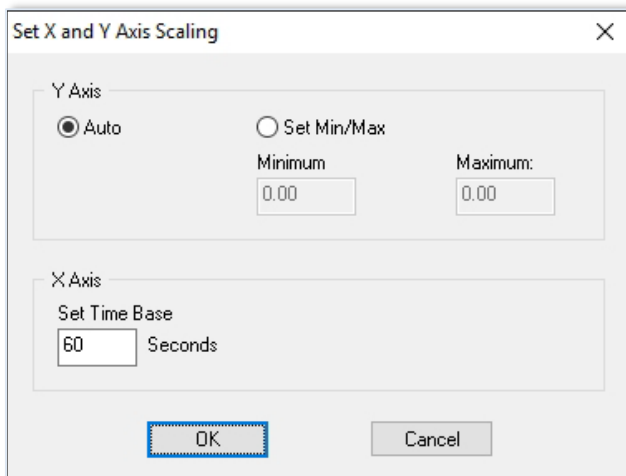 Set X and Y Axis Scaling
Y Axis
Auto
Set Min/Max
Minimum
Maximum:
0.00
0.00
X Axis
Set Time Base
60 Seconds
OK
Cancel